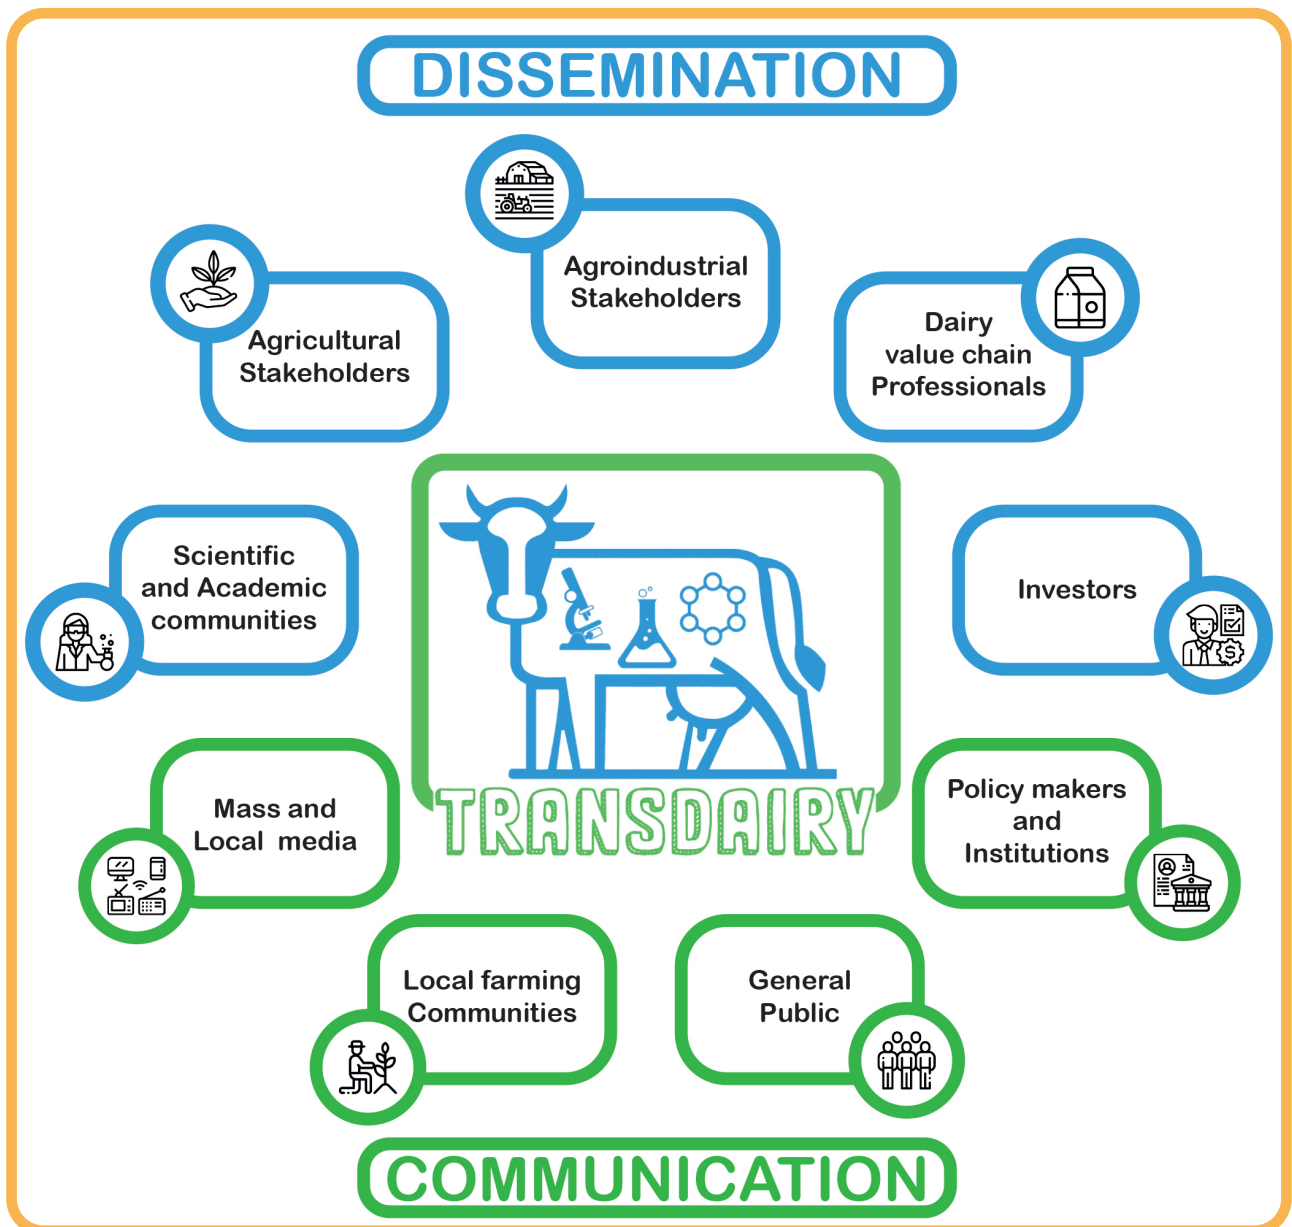 DISSEMINATION
Agroindustrial
Stakeholders
Agricultural
Stakeholders
Dairy
value chain
Professionals
Scientific
and Academic
communities
Investors
Mass and
Local media
TRANSDAIRY
Policy makers
and
Institutions
Local farming
Communities
General
Public
COMMUNICATION